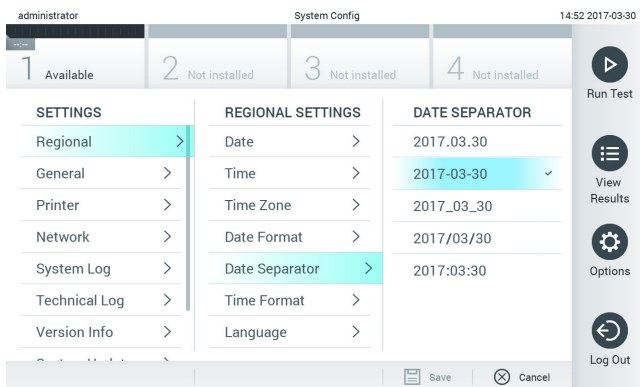 administrator System Config 14:52 2017-03-30
--:--
1 Available 2 Not installed 3 Not installed 4 Not installed
Run Test
SETTINGS REGIONAL SETTINGS DATE SEPARATOR
Regional Date 2017.03.30
General Time 2017-03-30
View
Results
Printer Time Zone 2017_03_30
Network Date Format 2017/03/30
System Log Date Separator 2017:03:30
Options
Technical Log Time Format
Version Info Language
Save Cancel
Log Out